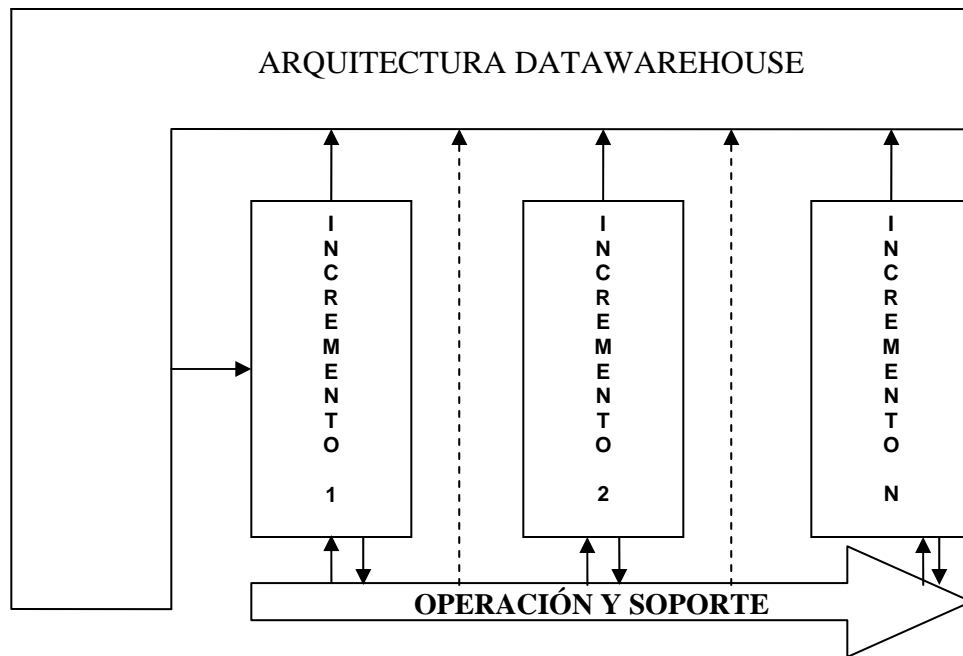 ARQUITECTURA DATAWAREHOUSE
INCREMENTO 1
INCREMENTO 2
INCREMENTO N
OPERACIÓN Y SOPORTE